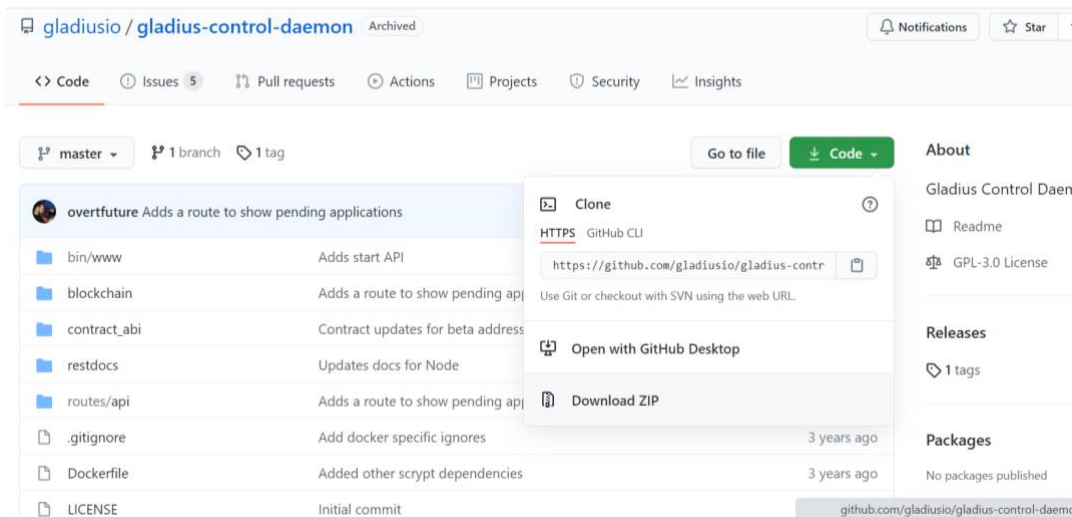 gladiusio / gladius-control-daemon Archived Notifications Star
Code Issues 5 Pull requests Actions Projects Security Insights
master 1 branch 1 tag Go to file Code
About
Gladius Control Daem
Readme
GPL-3.0 License
Releases
1 tags
Packages
No packages published
overtfuture Adds a route to show pending applications
bin/www Adds start API
blockchain Adds a route to show pending app
contract_abi Contract updates for beta address
restdocs Updates docs for Node
routes/api Adds a route to show pending app
.gitignore Add docker specific ignores 3 years ago
Dockerfile Added other scrypt dependencies 3 years ago
LICENSE Initial commit
Clone
HTTPS GitHub CLI
https://github.com/gladiusio/gladius-contr
Use Git or checkout with SVN using the web URL.
Open with GitHub Desktop
Download ZIP
github.com/gladiusio/gladius-control-daemo